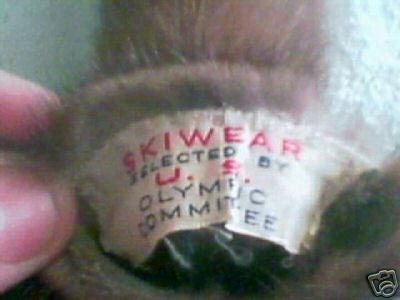 SKIWEAR
SELECTED BY
U. S.
OLYMPIC
COMMITTEE